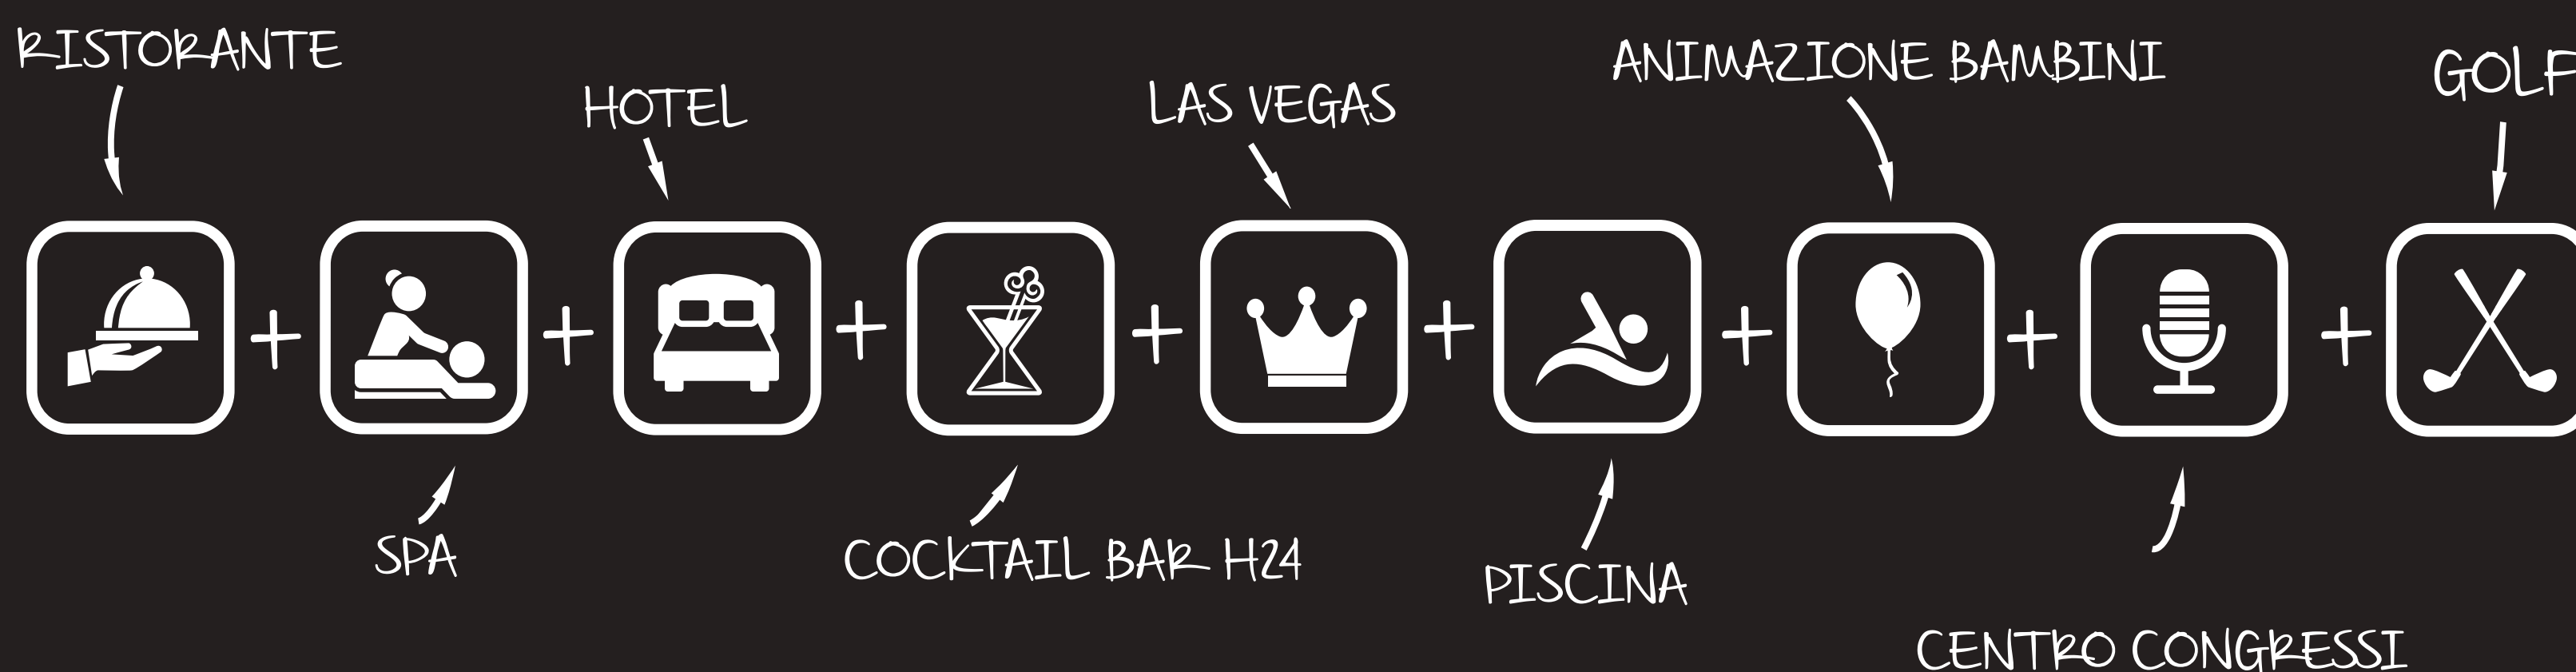 RISTORANTE
HOTEL
LAS VEGAS
ANIMAZIONE BAMBINI
GOLF
SPA
COCKTAIL BAR H24
PISCINA
CENTRO CONGRESSI